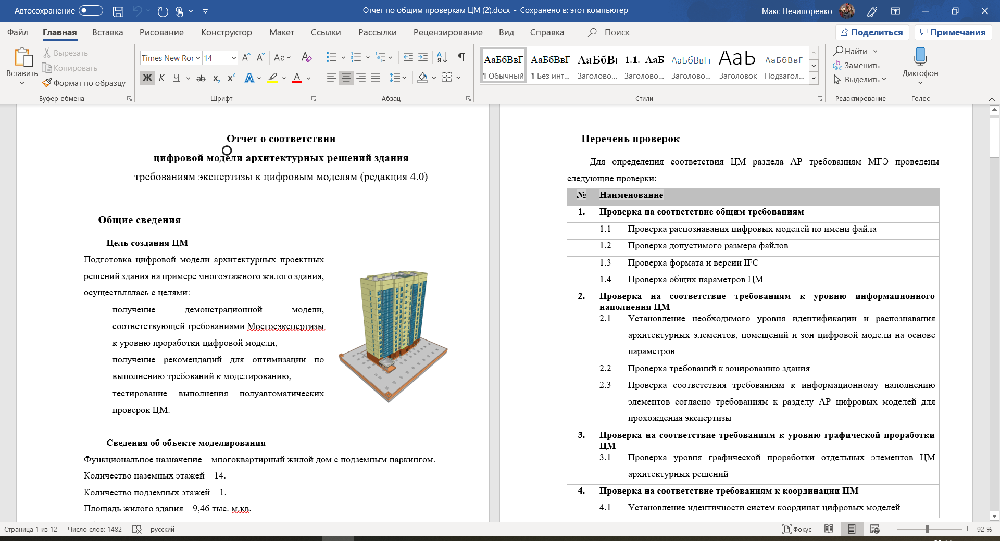 Автосохранение
Отчет по общим проверкам ЦМ (2).docx - Сохранено в: этот компьютер
Макс Нечипоренко
Файл Главная Вставка Рисование Конструктор Макет Ссылки Рассылки Рецензирование Вид Справка Поиск
Поделиться Примечания
Вставить
Вырезать
Копировать
Формат по образцу
Буфер обмена
Times New Ror 14
Шрифт
Абзац
АаБбВвГ АаБбВвГ АаБбВ 1.1. АаБ АаБбВвГг АаЬ АаБбВвГг
¶ Обычный ¶ Без инт... Заголово... Заголово... Заголово... Заголовок Подзагол...
Стили
Найти
Заменить
Выделить
Редактирование
Диктофон
Голос
Отчет о соответствии
цифровой модели архитектурных решений здания
требованиям экспертизы к цифровым моделям (редакция 4.0)
Общие сведения
Цель создания ЦМ
Подготовка цифровой модели архитектурных проектных
решений здания на примере многоэтажного жилого здания,
осуществлялась с целями:
– получение демонстрационной модели,
соответствующей требованиями Мосгосэкспертизы
к уровню проработки цифровой модели,
– получение рекомендаций для оптимизации по
выполнению требований к моделированию,
– тестирование выполнения полуавтоматических
проверок ЦМ.
Сведения об объекте моделирования
Функциональное назначение – многоквартирный жилой дом с подземным паркингом.
Количество наземных этажей – 14.
Количество подземных этажей – 1.
Площадь жилого здания – 9,46 тыс. м.кв.
Перечень проверок
Для определения соответствия ЦМ раздела АР требованиям МГЭ проведены
следующие проверки:
№ Наименование
1. Проверка на соответствие общим требованиям
1.1 Проверка распознавания цифровых моделей по имени файла
1.2 Проверка допустимого размера файлов
1.3 Проверка формата и версии IFC
1.4 Проверка общих параметров ЦМ
2. Проверка на соответствие требованиям к уровню информационного
наполнения ЦМ
2.1 Установление необходимого уровня идентификации и распознавания
архитектурных элементов, помещений и зон цифровой модели на основе
параметров
2.2 Проверка требований к зонированию здания
2.3 Проверка соответствия требованиям к информационному наполнению
элементов согласно требованиям к разделу АР цифровых моделей для
прохождения экспертизы
3. Проверка на соответствие требованиям к уровню графической проработки
ЦМ
3.1 Проверка уровня графической проработки отдельных элементов ЦМ
архитектурных решений
4. Проверка на соответствие требованиям к координации ЦМ
4.1 Установление идентичности систем координат цифровых моделей
Страница 1 из 12 Число слов: 1482 русский
Фокус 92 %